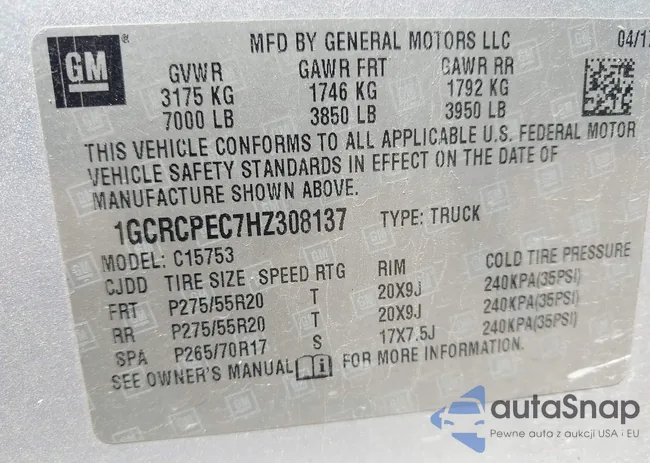 GM
MFD BY GENERAL MOTORS LLC 04/17
GVWR GAWR FRT GAWR RR
3175 KG 1746 KG 1792 KG
7000 LB 3850 LB 3950 LB
THIS VEHICLE CONFORMS TO ALL APPLICABLE U.S. FEDERAL MOTOR
VEHICLE SAFETY STANDARDS IN EFFECT ON THE DATE OF
MANUFACTURE SHOWN ABOVE.
1GCRCPEC7HZ308137 TYPE: TRUCK
MODEL: C15753
CJDD TIRE SIZE SPEED RTG RIM COLD TIRE PRESSURE
FRT P275/55R20 T 20X9J 240KPA(35PSI)
RR P275/55R20 T 20X9J 240KPA(35PSI)
SPA P265/70R17 S 17X7.5J 240KPA(35PSI)
SEE OWNER'S MANUAL FOR MORE INFORMATION.
autaSnap
Pewne auta z aukcji USA i EU